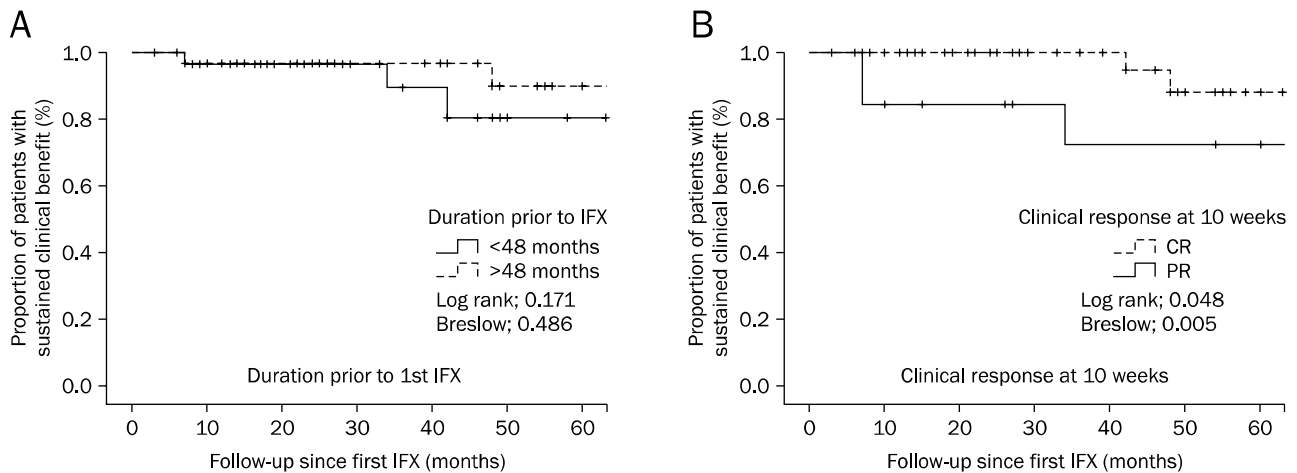 A
Proportion of patients with
sustained clinical benefit (%)
1.0
0.8
0.6
0.4
0.2
0.0
Duration prior to IFX
<48 months
>48 months
Log rank; 0.171
Breslow; 0.486
Duration prior to 1st IFX
0 10 20 30 40 50 60
Follow-up since first IFX (months)
B
Proportion of patients with
sustained clinical benefit (%)
1.0
0.8
0.6
0.4
0.2
0.0
Clinical response at 10 weeks
CR
PR
Log rank; 0.048
Breslow; 0.005
Clinical response at 10 weeks
0 10 20 30 40 50 60
Follow-up since first IFX (months)